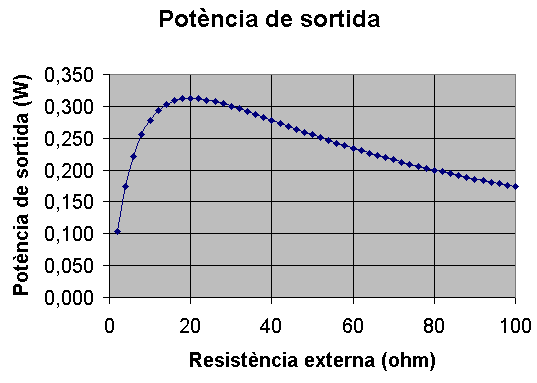 Potència de sortida
Potència de sortida (W)
0,350
0,300
0,250
0,200
0,150
0,100
0,050
0,000
0 20 40 60 80 100
Resistència externa (ohm)